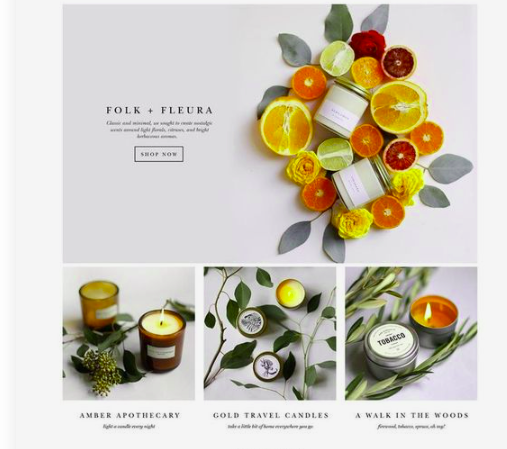 FOLK + FLEURA
Classic and minimal, we sought to create nostalgic
scents around light florals, citruses, and bright
herbaceous aromas.
SHOP NOW
TOBACCO
AMBER APOTHECARY
GOLD TRAVEL CANDLES
A WALK IN THE WOODS
light a candle every night
take a little bit of home everywhere you go
firewood, tobacco, spruce, oh my!